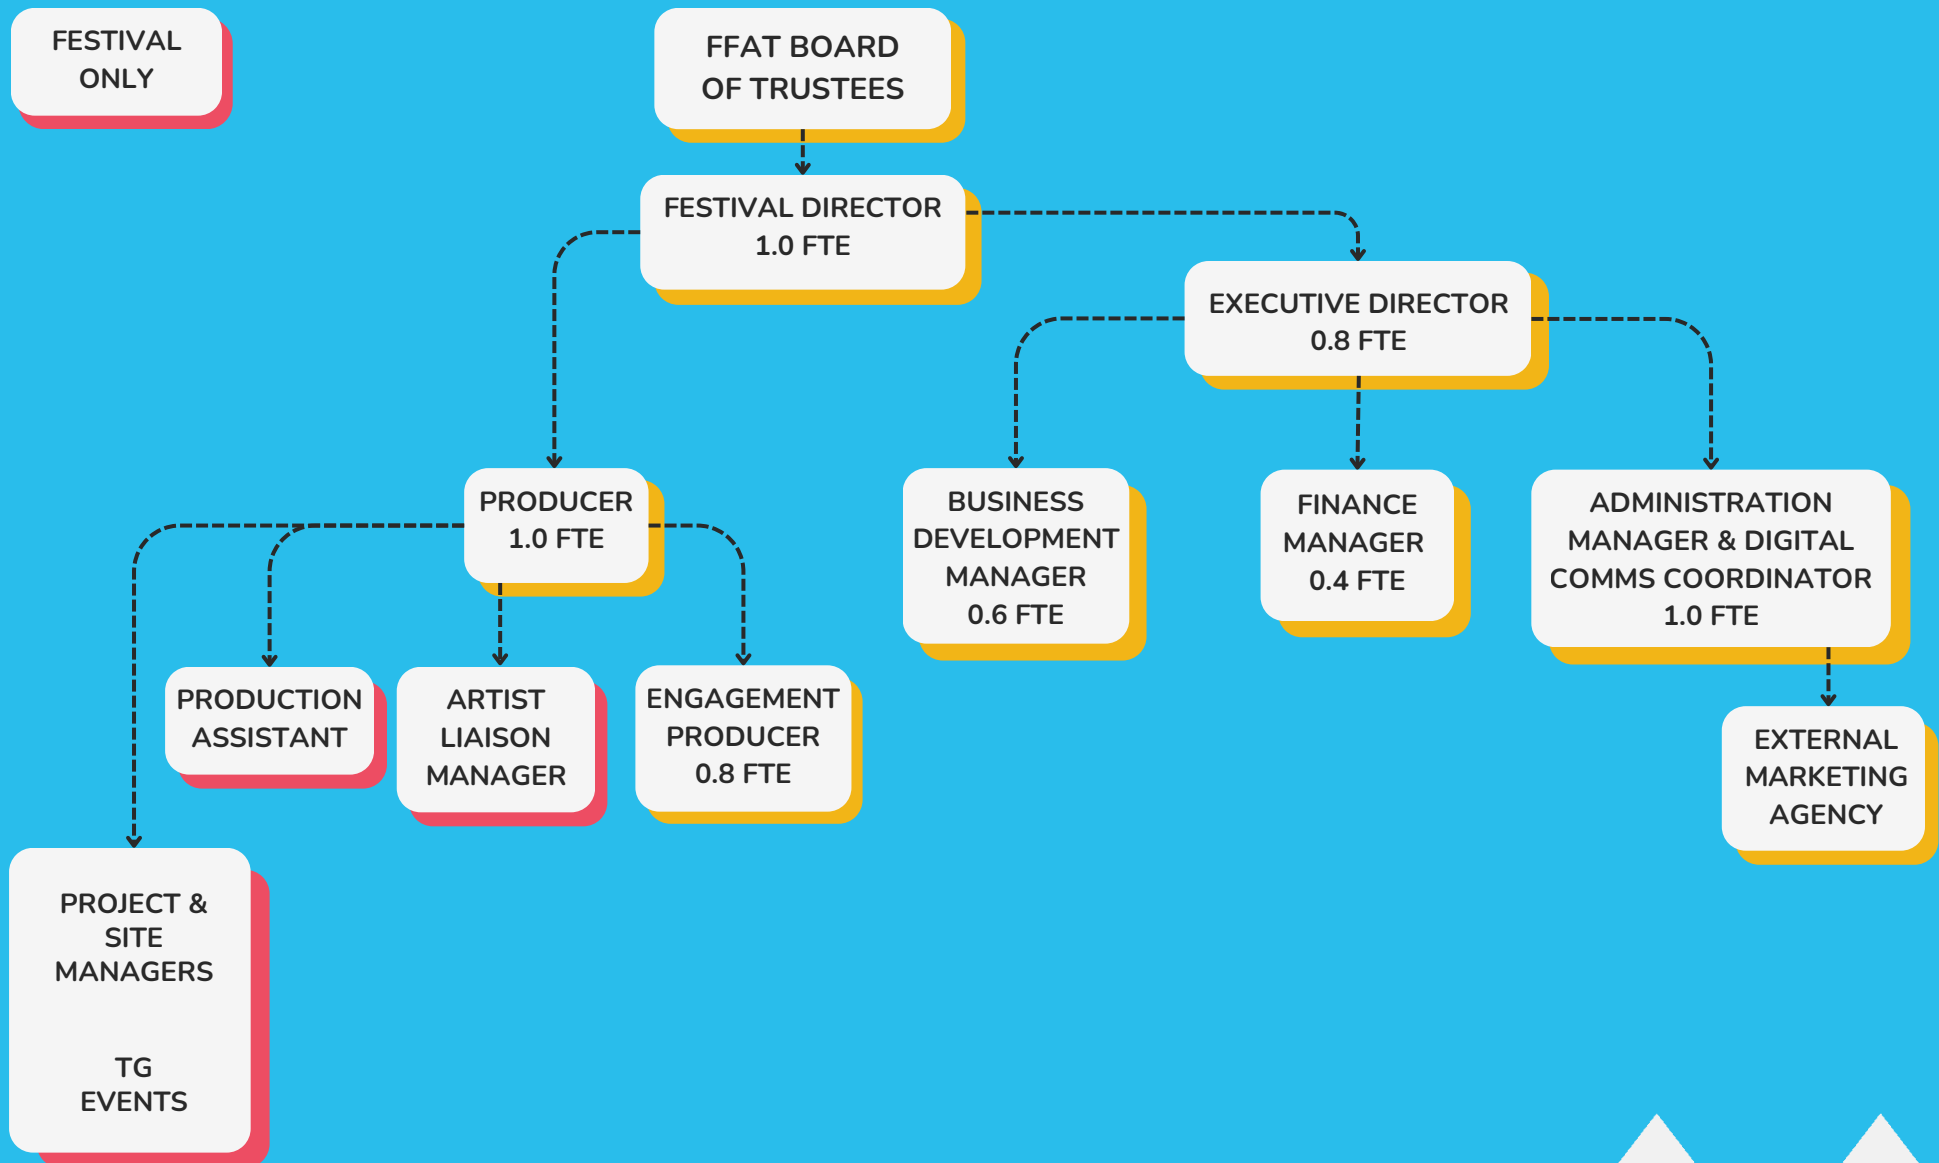 FESTIVAL
ONLY
FFAT BOARD
OF TRUSTEES
FESTIVAL DIRECTOR
1.0 FTE
EXECUTIVE DIRECTOR
0.8 FTE
PRODUCER
1.0 FTE
BUSINESS
DEVELOPMENT
MANAGER
0.6 FTE
FINANCE
MANAGER
0.4 FTE
ADMINISTRATION
MANAGER & DIGITAL
COMMS COORDINATOR
1.0 FTE
PRODUCTION
ASSISTANT
ARTIST
LIAISON
MANAGER
ENGAGEMENT
PRODUCER
0.8 FTE
EXTERNAL
MARKETING
AGENCY
PROJECT &
SITE
MANAGERS
TG
EVENTS